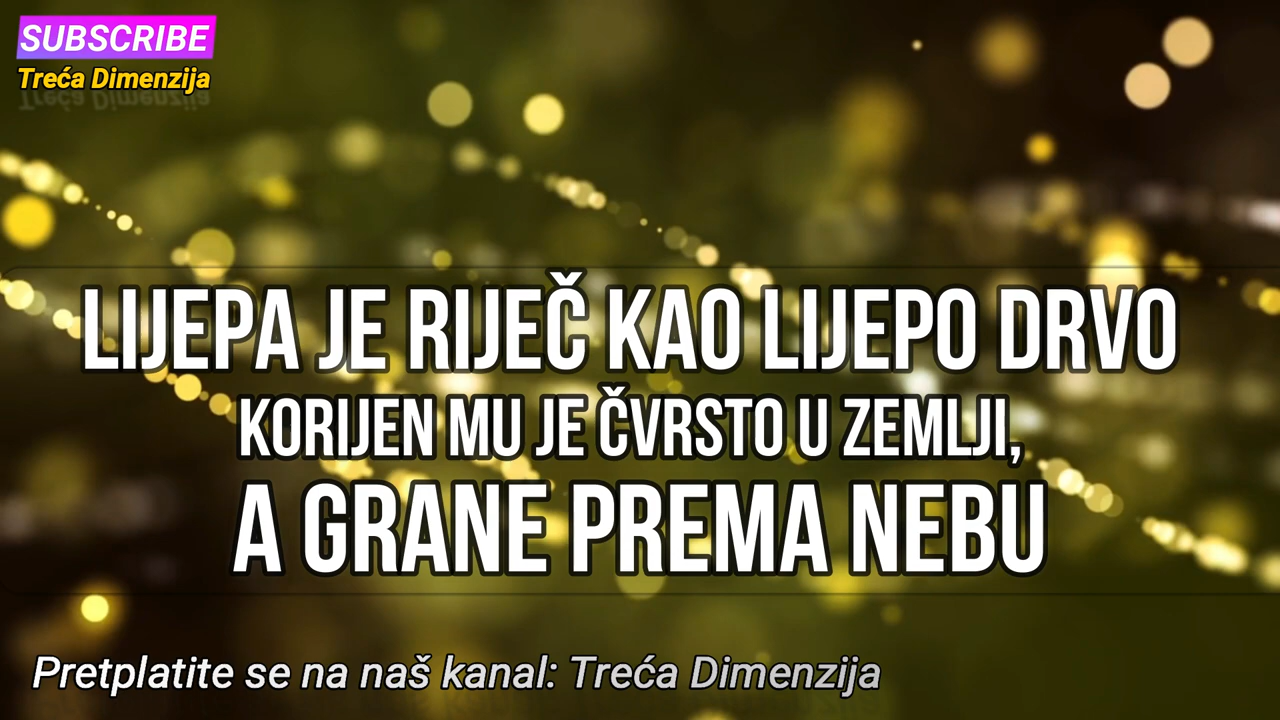 SUBSCRIBE
Treća Dimenzija
LIJEPA JE RIJEČ KAO LIJEPO DRVO
KORIJEN MU JE ČVRSTO U ZEMLJI,
A GRANE PREMA NEBU
Pretplatite se na naš kanal: Treća Dimenzija